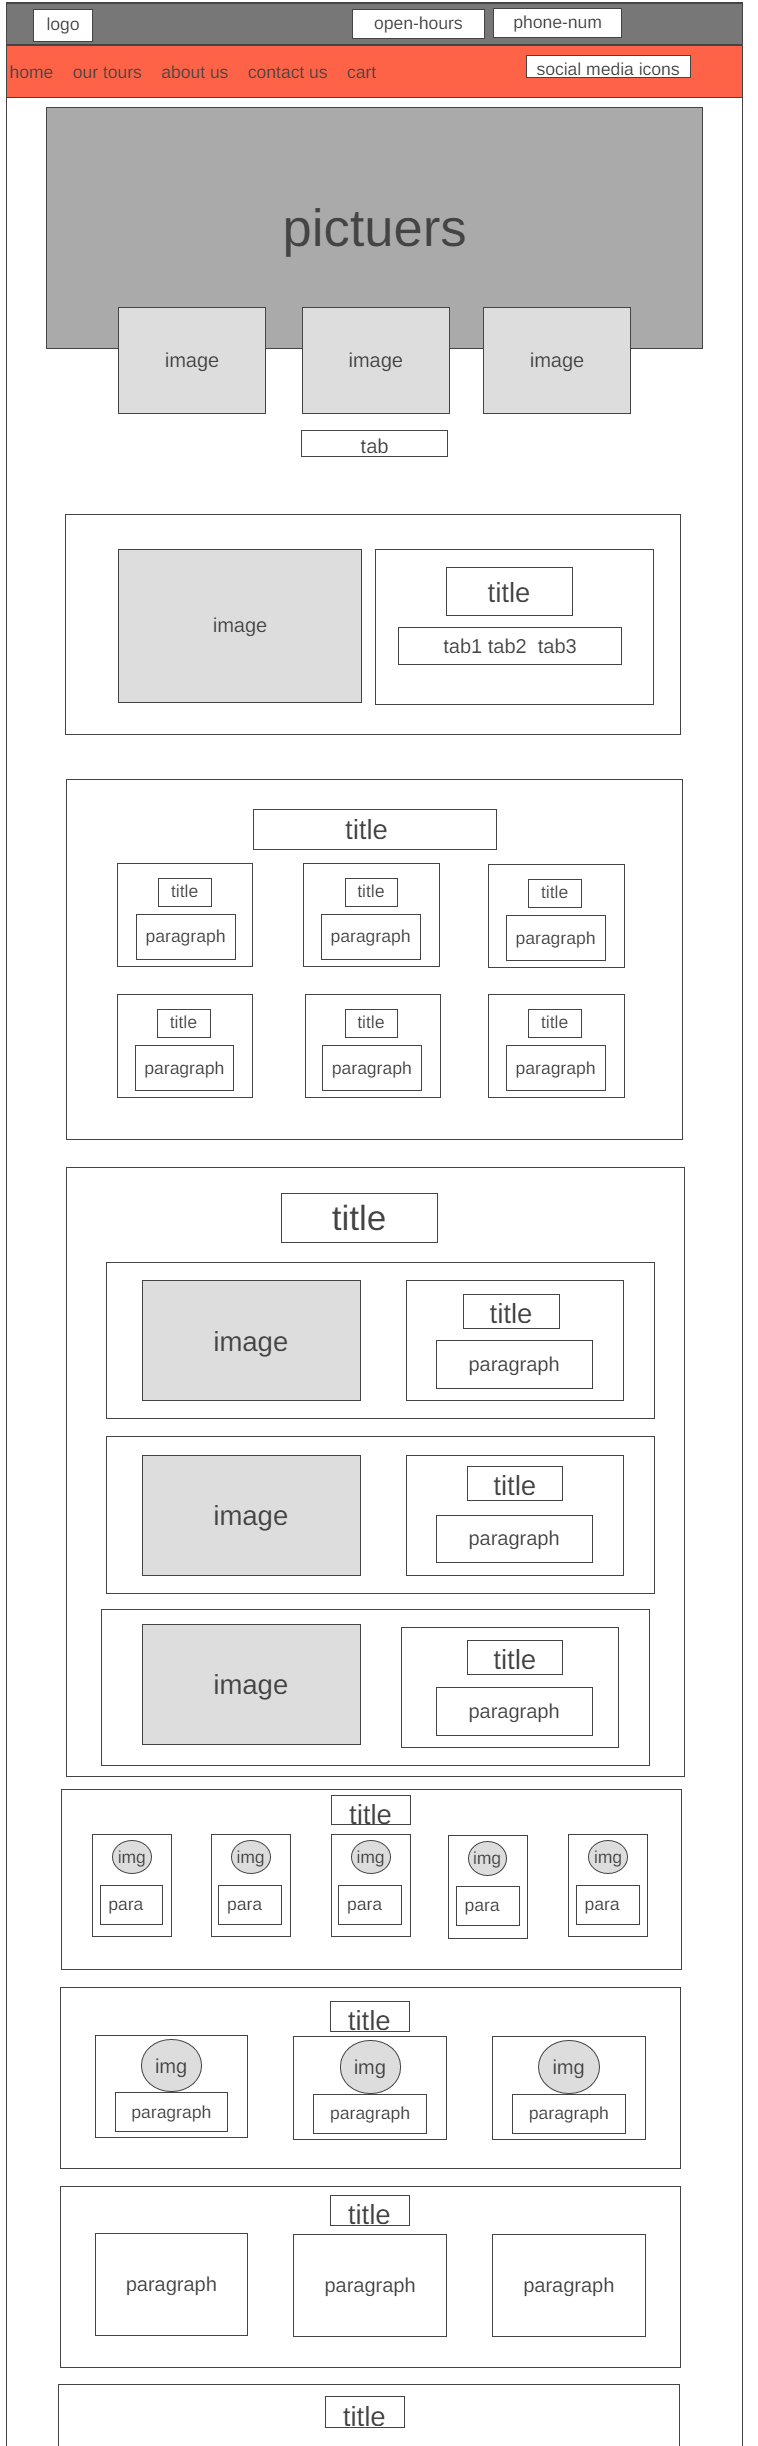 logo open-hours phone-num
home our tours about us contact us cart social media icons
pictuers
image image image
tab
image
title
tab1 tab2 tab3
title
title title title
paragraph paragraph paragraph
title title title
paragraph paragraph paragraph
title
image
title
paragraph
image
title
paragraph
image
title
paragraph
title
img img img img img
para para para para para
title
img img img
paragraph paragraph paragraph
title
paragraph paragraph paragraph
title